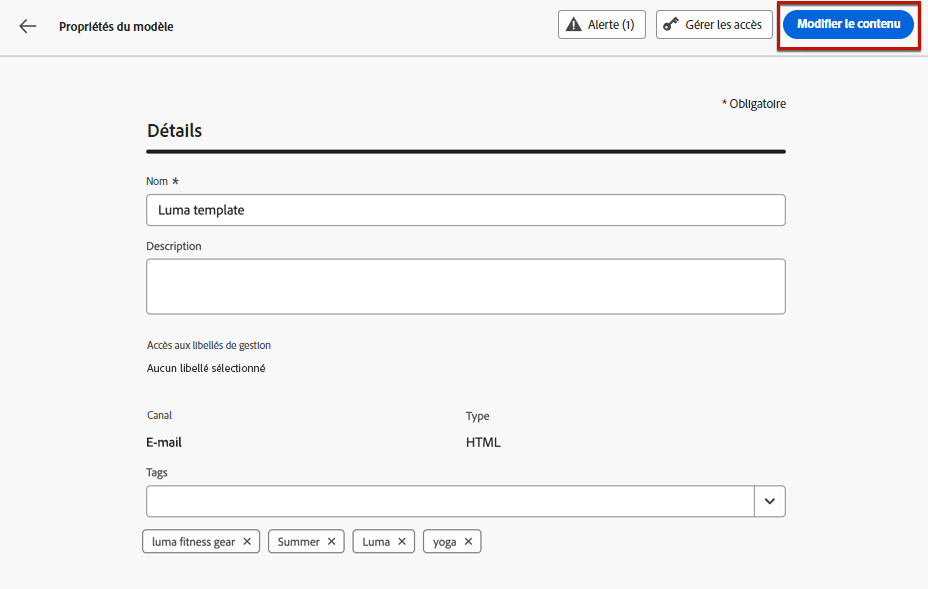 Propriétés du modèle
Alerte (1)
Gérer les accès
Modifier le contenu
* Obligatoire
Détails
Nom *
Luma template
Description
Accès aux libellés de gestion
Aucun libellé sélectionné
Canal
Type
E-mail
HTML
Tags
luma fitness gear
Summer
Luma
yoga